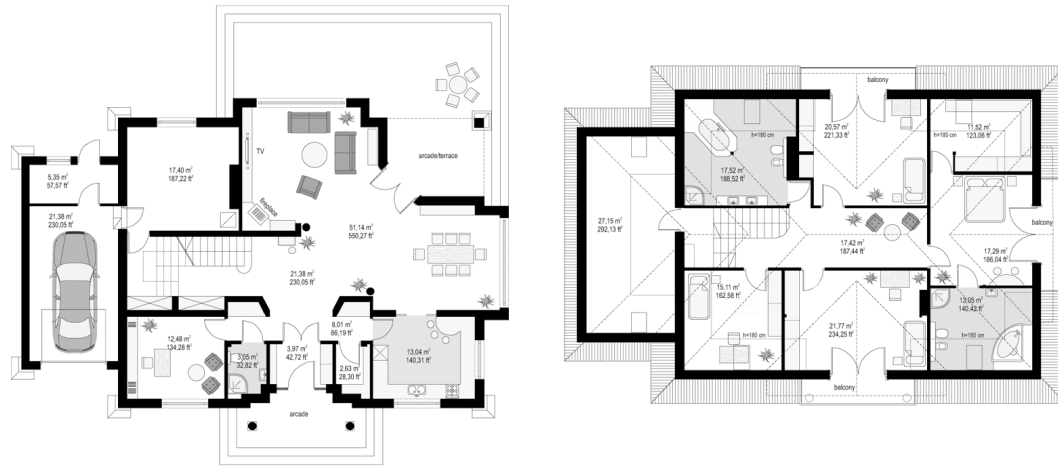 5,35 m²
57,57 ft²
21,38 m²
230,05 ft²
17,40 m²
187,22 ft²
TV
fireplace
arcade/terrace
51,14 m²
550,27 ft²
21,38 m²
230,05 ft²
12,48 m²
134,28 ft²
3,05 m²
32,82 ft²
3,97 m²
42,72 ft²
8,01 m²
86,19 ft²
2,63 m²
28,30 ft²
13,04 m²
140,31 ft²
arcade
balcony
27,15 m²
292,13 ft²
h=180 cm
17,52 m²
188,52 ft²
20,57 m²
221,33 ft²
11,52 m²
123,06 ft²
h=180 cm
17,42 m²
187,44 ft²
17,29 m²
186,04 ft²
balcony
15,11 m²
162,58 ft²
h=180 cm
21,77 m²
234,25 ft²
13,05 m²
140,42 ft²
h=180 cm
balcony